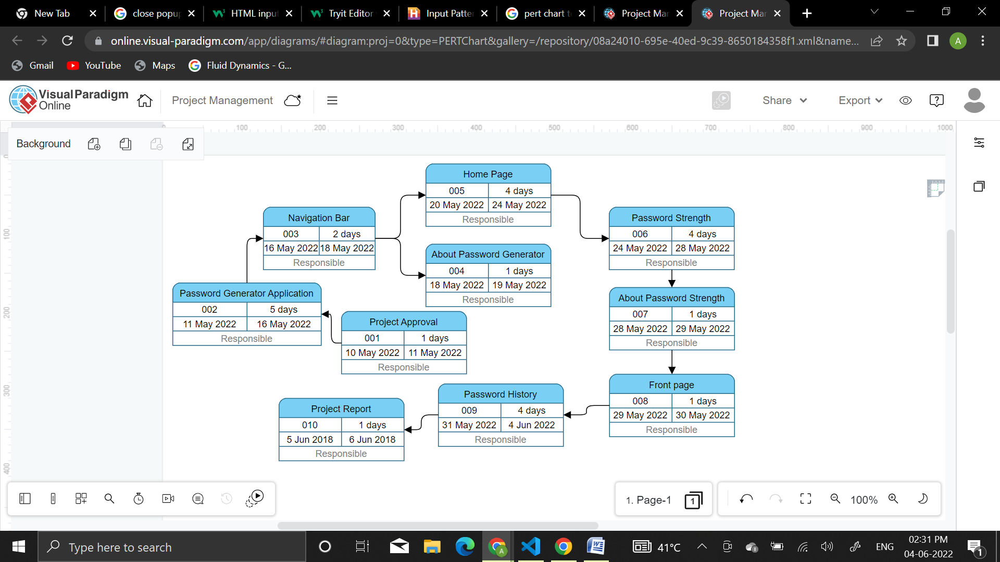 New Tab
close popup
HTML input
Tryit Editor
Input Patte
pert chart t
Project Mar
Project Mar
online.visual-paradigm.com/app/diagrams/#diagram:proj=0&type=PERTChart&gallery=/repository/08a24010-695e-40ed-9c39-8650184358f1.xml&name...
A
Gmail
YouTube
Maps
Fluid Dynamics - G...
Visual Paradigm
Online
Project Management
Share
Export
100 200 300 400 500 600 700 800 900 1000
Background
Home Page
005 4 days
20 May 2022 24 May 2022
Responsible
Navigation Bar
003 2 days
16 May 2022 18 May 2022
Responsible
Password Strength
006 4 days
24 May 2022 28 May 2022
Responsible
About Password Generator
004 1 days
18 May 2022 19 May 2022
Responsible
Password Generator Application
002 5 days
11 May 2022 16 May 2022
Responsible
About Password Strength
007 1 days
28 May 2022 29 May 2022
Responsible
Project Approval
001 1 days
10 May 2022 11 May 2022
Responsible
Front page
008 1 days
29 May 2022 30 May 2022
Responsible
Password History
009 4 days
31 May 2022 4 Jun 2022
Responsible
Project Report
010 1 days
5 Jun 2018 6 Jun 2018
Responsible
100
200
300
400
1. Page-1
1
100%
Type here to search
A
41°C
ENG
02:31 PM
04-06-2022
1